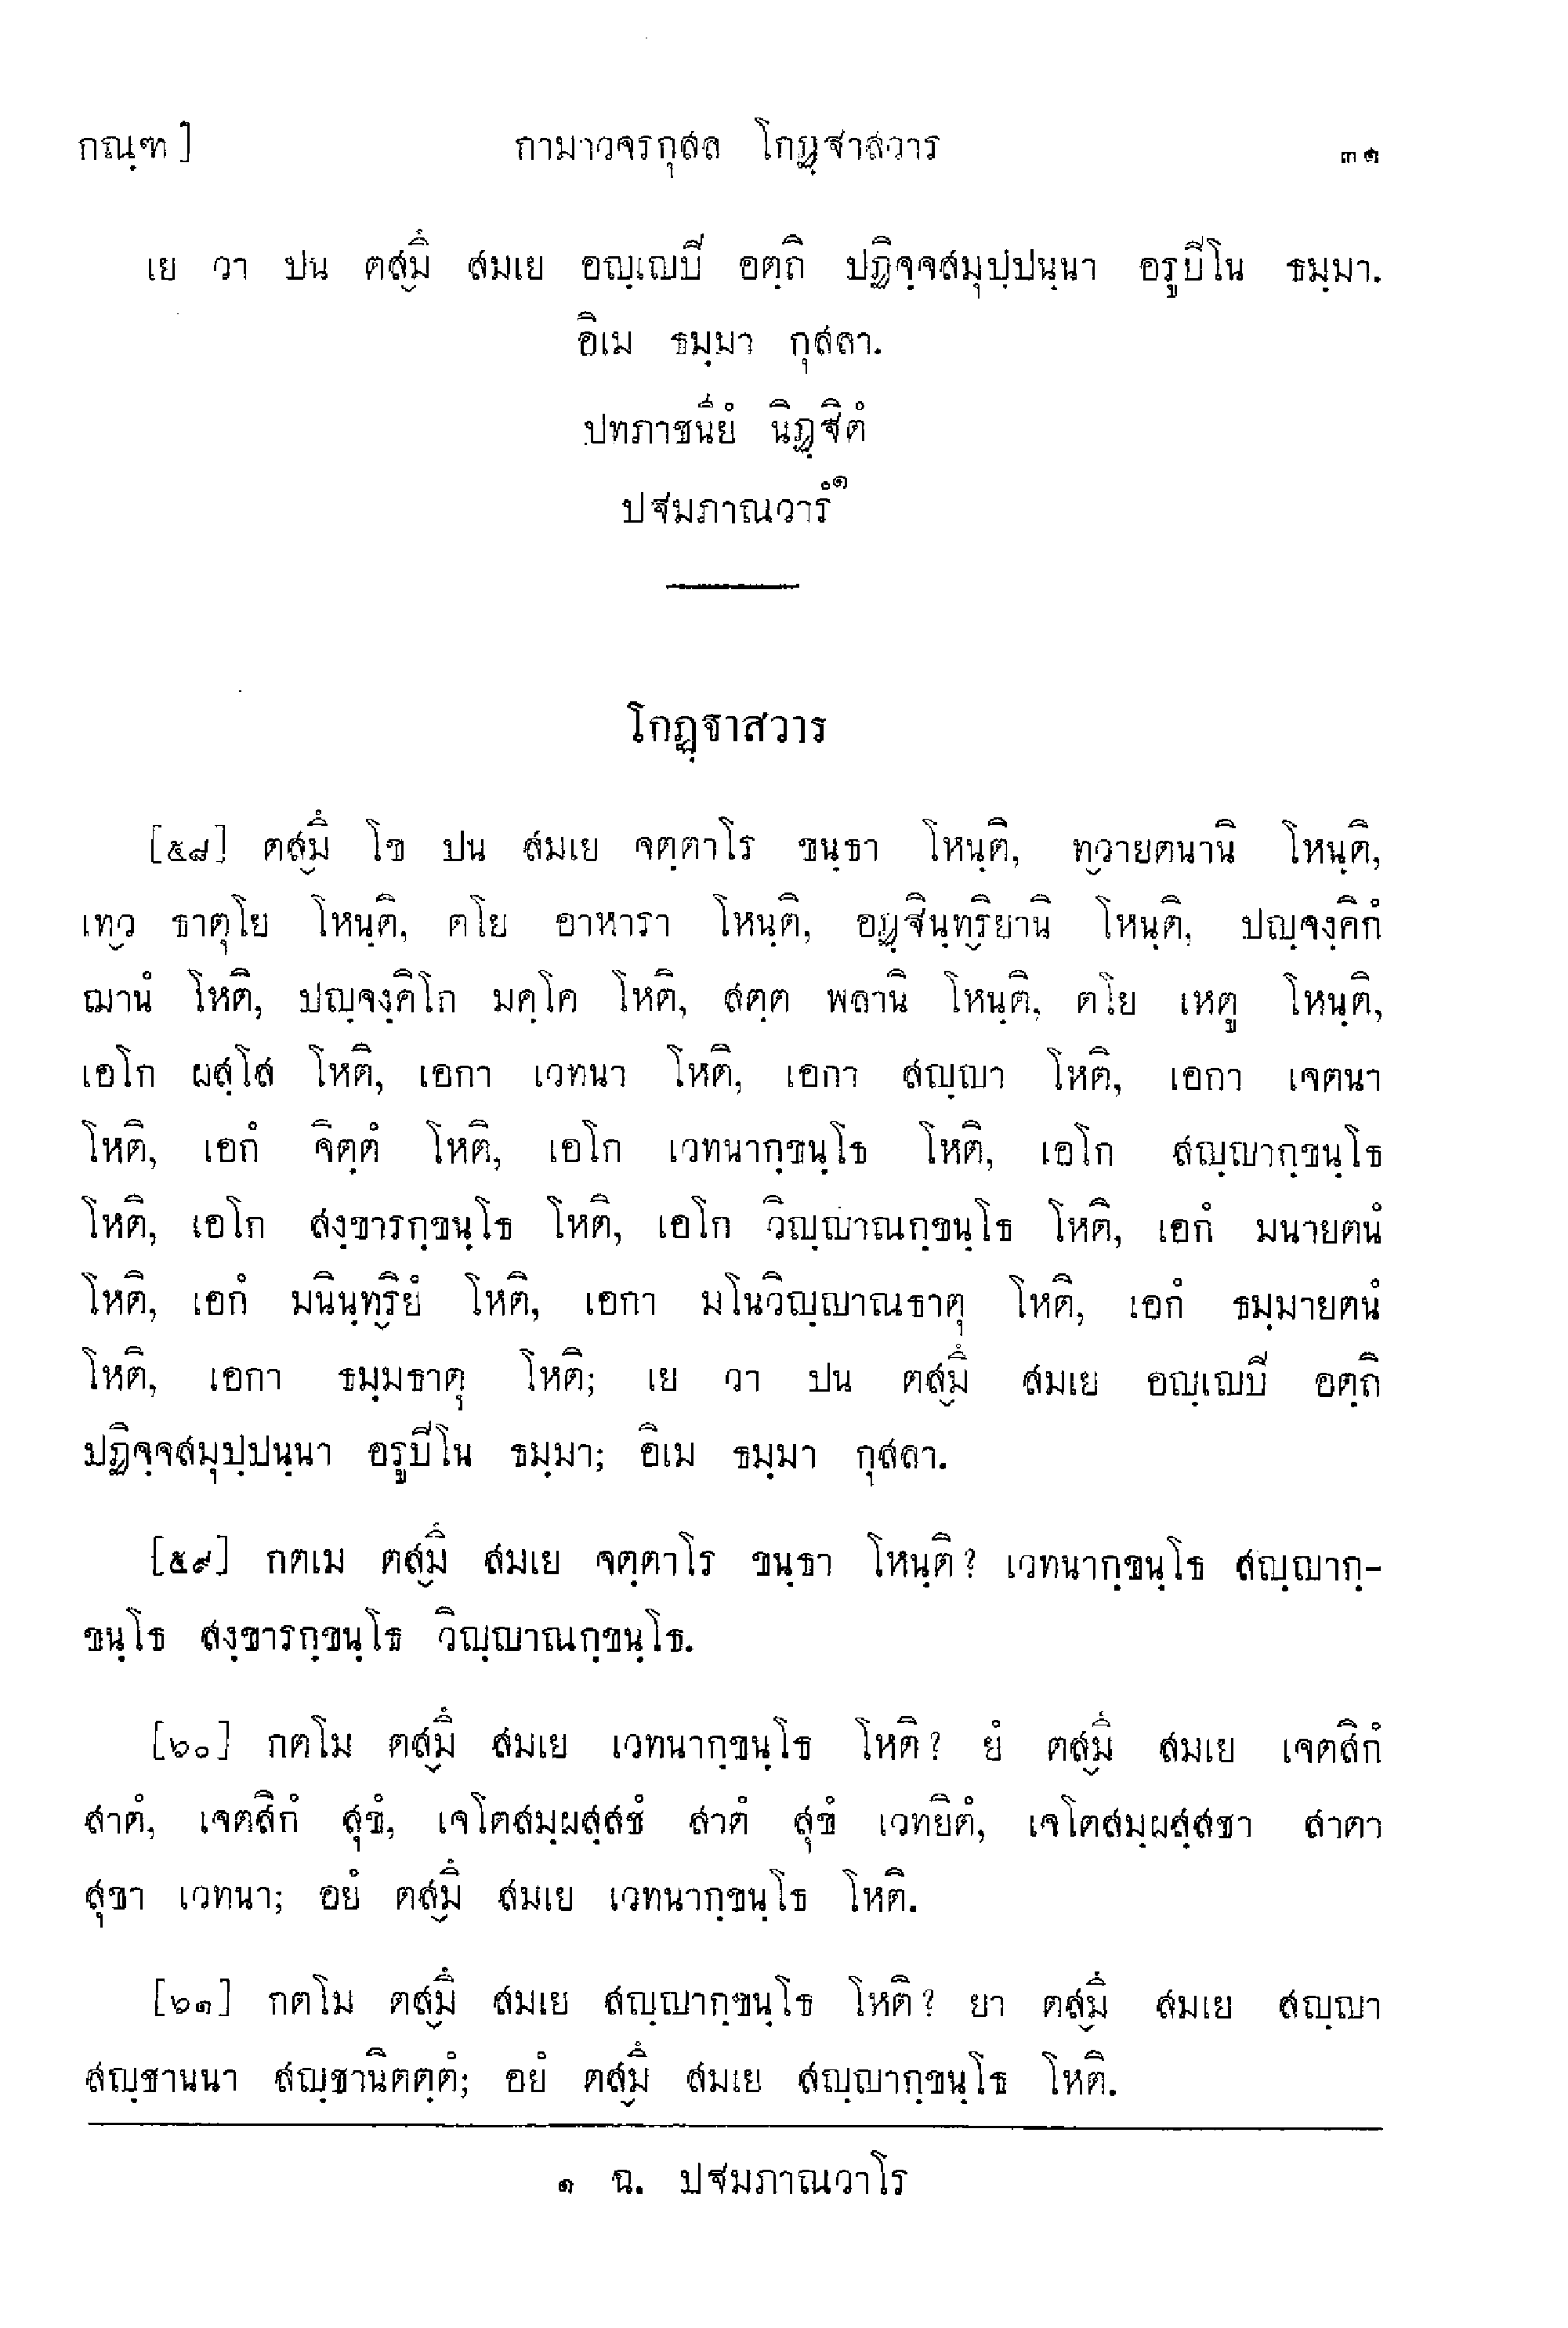 กณฺฑ]  กามาวจรกุสล โกฏฺฐาสวาร  ๓๑
เย วา ปน ตสฺมึ สมเย อญฺเญปี อตฺถิ ปฏิจฺจสมุปฺปนฺนา อรูปีโน ธมฺมา.
อิเม ธมฺมา กุสลา.
ปทภาชนียํ นิฏฺฐิตํ
ปฐมภาณวารํ๑
โกฏฺฐาสวาร
[๕๘] ตสฺมึ โข ปน สมเย จตฺตาโร ขนฺธา โหนฺติ, ทฺวายตนานิ โหนฺติ,
เทฺว ธาตุโย โหนฺติ, ตโย อาหารา โหนฺติ, อฏฺฐินฺทฺริยานิ โหนฺติ, ปญฺจงฺคิกํ
ฌานํ โหติ, ปญฺจงฺคิโก มคฺโค โหติ, สตฺต พลานิ โหนฺติ, ตโย เหตู โหนฺติ,
เอโก ผสฺโส โหติ, เอกา เวทนา โหติ, เอกา สญฺญา โหติ, เอกา เจตนา
โหติ, เอกํ จิตฺตํ โหติ, เอโก เวทนากฺขนฺโธ โหติ, เอโก สญฺญากฺขนฺโธ
โหติ, เอโก สงฺขารกฺขนฺโธ โหติ, เอโก วิญฺญาณกฺขนฺโธ โหติ, เอกํ มนายตนํ
โหติ, เอกํ มนินฺทฺริยํ โหติ, เอกา มโนวิญฺญาณธาตุ โหติ, เอกํ ธมฺมายตนํ
โหติ, เอกา ธมฺมธาตุ โหติ; เย วา ปน ตสฺมึ สมเย อญฺเญปี อตฺถิ
ปฏิจฺจสมุปฺปนฺนา อรูปีโน ธมฺมา; อิเม ธมฺมา กุสลา.
[๕๙] กตเม ตสฺมึ สมเย จตฺตาโร ขนฺธา โหนฺติ? เวทนากฺขนฺโธ สญฺญากฺ-
ขนฺโธ สงฺขารกฺขนฺโธ วิญฺญาณกฺขนฺโธ.
[๖๐] กตโม ตสฺมึ สมเย เวทนากฺขนฺโธ โหติ? ยํ ตสฺมึ สมเย เจตสิกํ
สาตํ, เจตสิกํ สุขํ, เจโตสมฺผสฺสชํ สาตํ สุขํ เวทยิตํ, เจโตสมฺผสฺสชา สาตา
สุขา เวทนา; อยํ ตสฺมึ สมเย เวทนากฺขนฺโธ โหติ.
[๖๑] กตโม ตสฺมึ สมเย สญฺญากฺขนฺโธ โหติ? ยา ตสฺมึ สมเย สญฺญา
สญฺชานนา สญฺชานิตตฺตํ; อยํ ตสฺมึ สมเย สญฺญากฺขนฺโธ โหติ.
๑ ฉ. ปฐมภาณวาโร